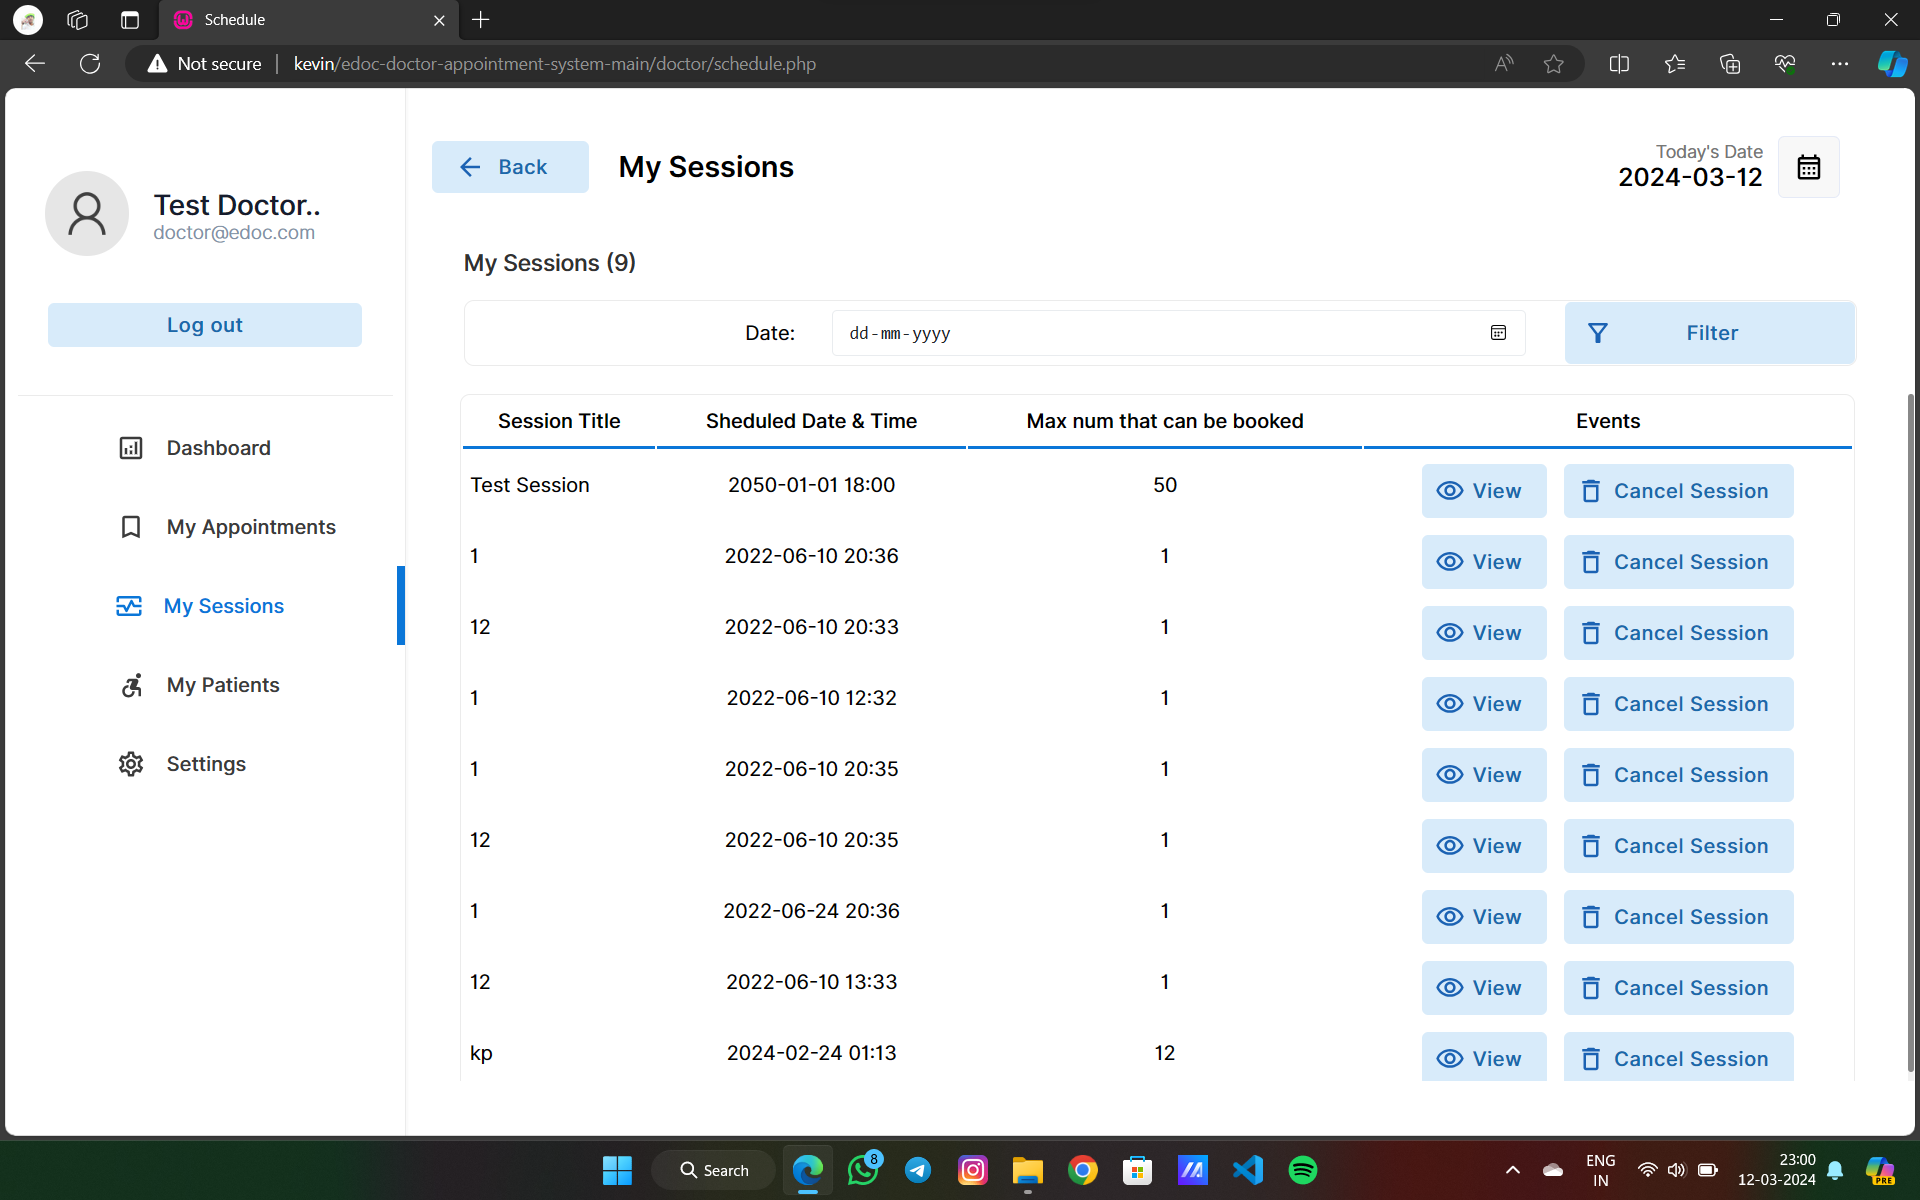 Schedule
Not secure kevin/edoc-doctor-appointment-system-main/doctor/schedule.php
Test Doctor..
doctor@edoc.com
Log out
Dashboard
My Appointments
My Sessions
My Patients
Settings
Back My Sessions
Today's Date
2024-03-12
My Sessions (9)
Date: dd-mm-yyyy Filter
Session Title Sheduled Date & Time Max num that can be booked Events
Test Session 2050-01-01 18:00 50 View Cancel Session
1 2022-06-10 20:36 1 View Cancel Session
12 2022-06-10 20:33 1 View Cancel Session
1 2022-06-10 12:32 1 View Cancel Session
1 2022-06-10 20:35 1 View Cancel Session
12 2022-06-10 20:35 1 View Cancel Session
1 2022-06-24 20:36 1 View Cancel Session
12 2022-06-10 13:33 1 View Cancel Session
kp 2024-02-24 01:13 12 View Cancel Session
Search
8
ENG
IN
23:00
12-03-2024
PRE